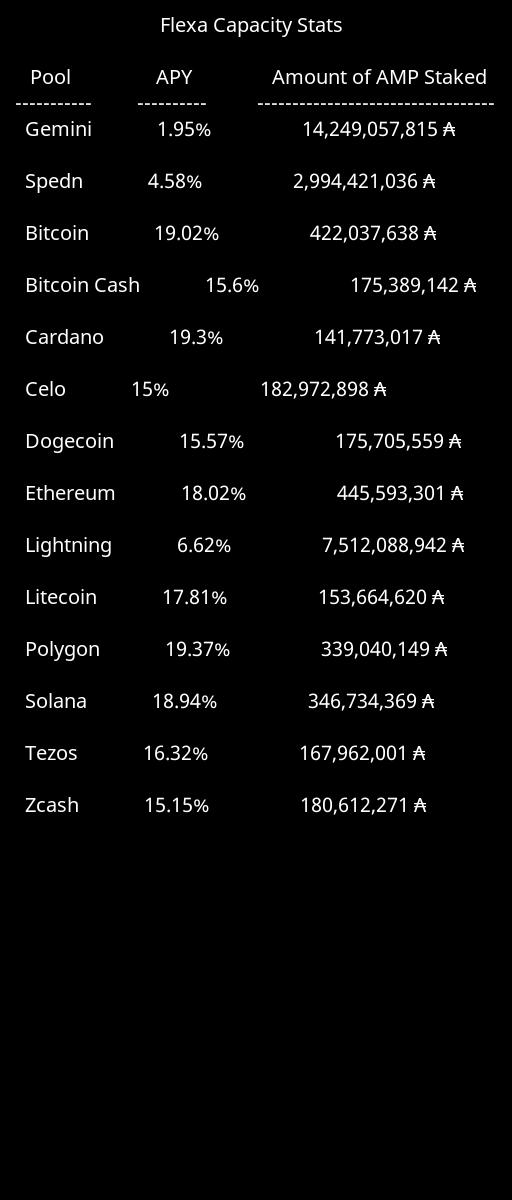 Flexa Capacity Stats
Pool APY Amount of AMP Staked
----------- ---------- ----------------------------------
Gemini 1.95% 14,249,057,815 ₳
Spedn 4.58% 2,994,421,036 ₳
Bitcoin 19.02% 422,037,638 ₳
Bitcoin Cash 15.6% 175,389,142 ₳
Cardano 19.3% 141,773,017 ₳
Celo 15% 182,972,898 ₳
Dogecoin 15.57% 175,705,559 ₳
Ethereum 18.02% 445,593,301 ₳
Lightning 6.62% 7,512,088,942 ₳
Litecoin 17.81% 153,664,620 ₳
Polygon 19.37% 339,040,149 ₳
Solana 18.94% 346,734,369 ₳
Tezos 16.32% 167,962,001 ₳
Zcash 15.15% 180,612,271 ₳